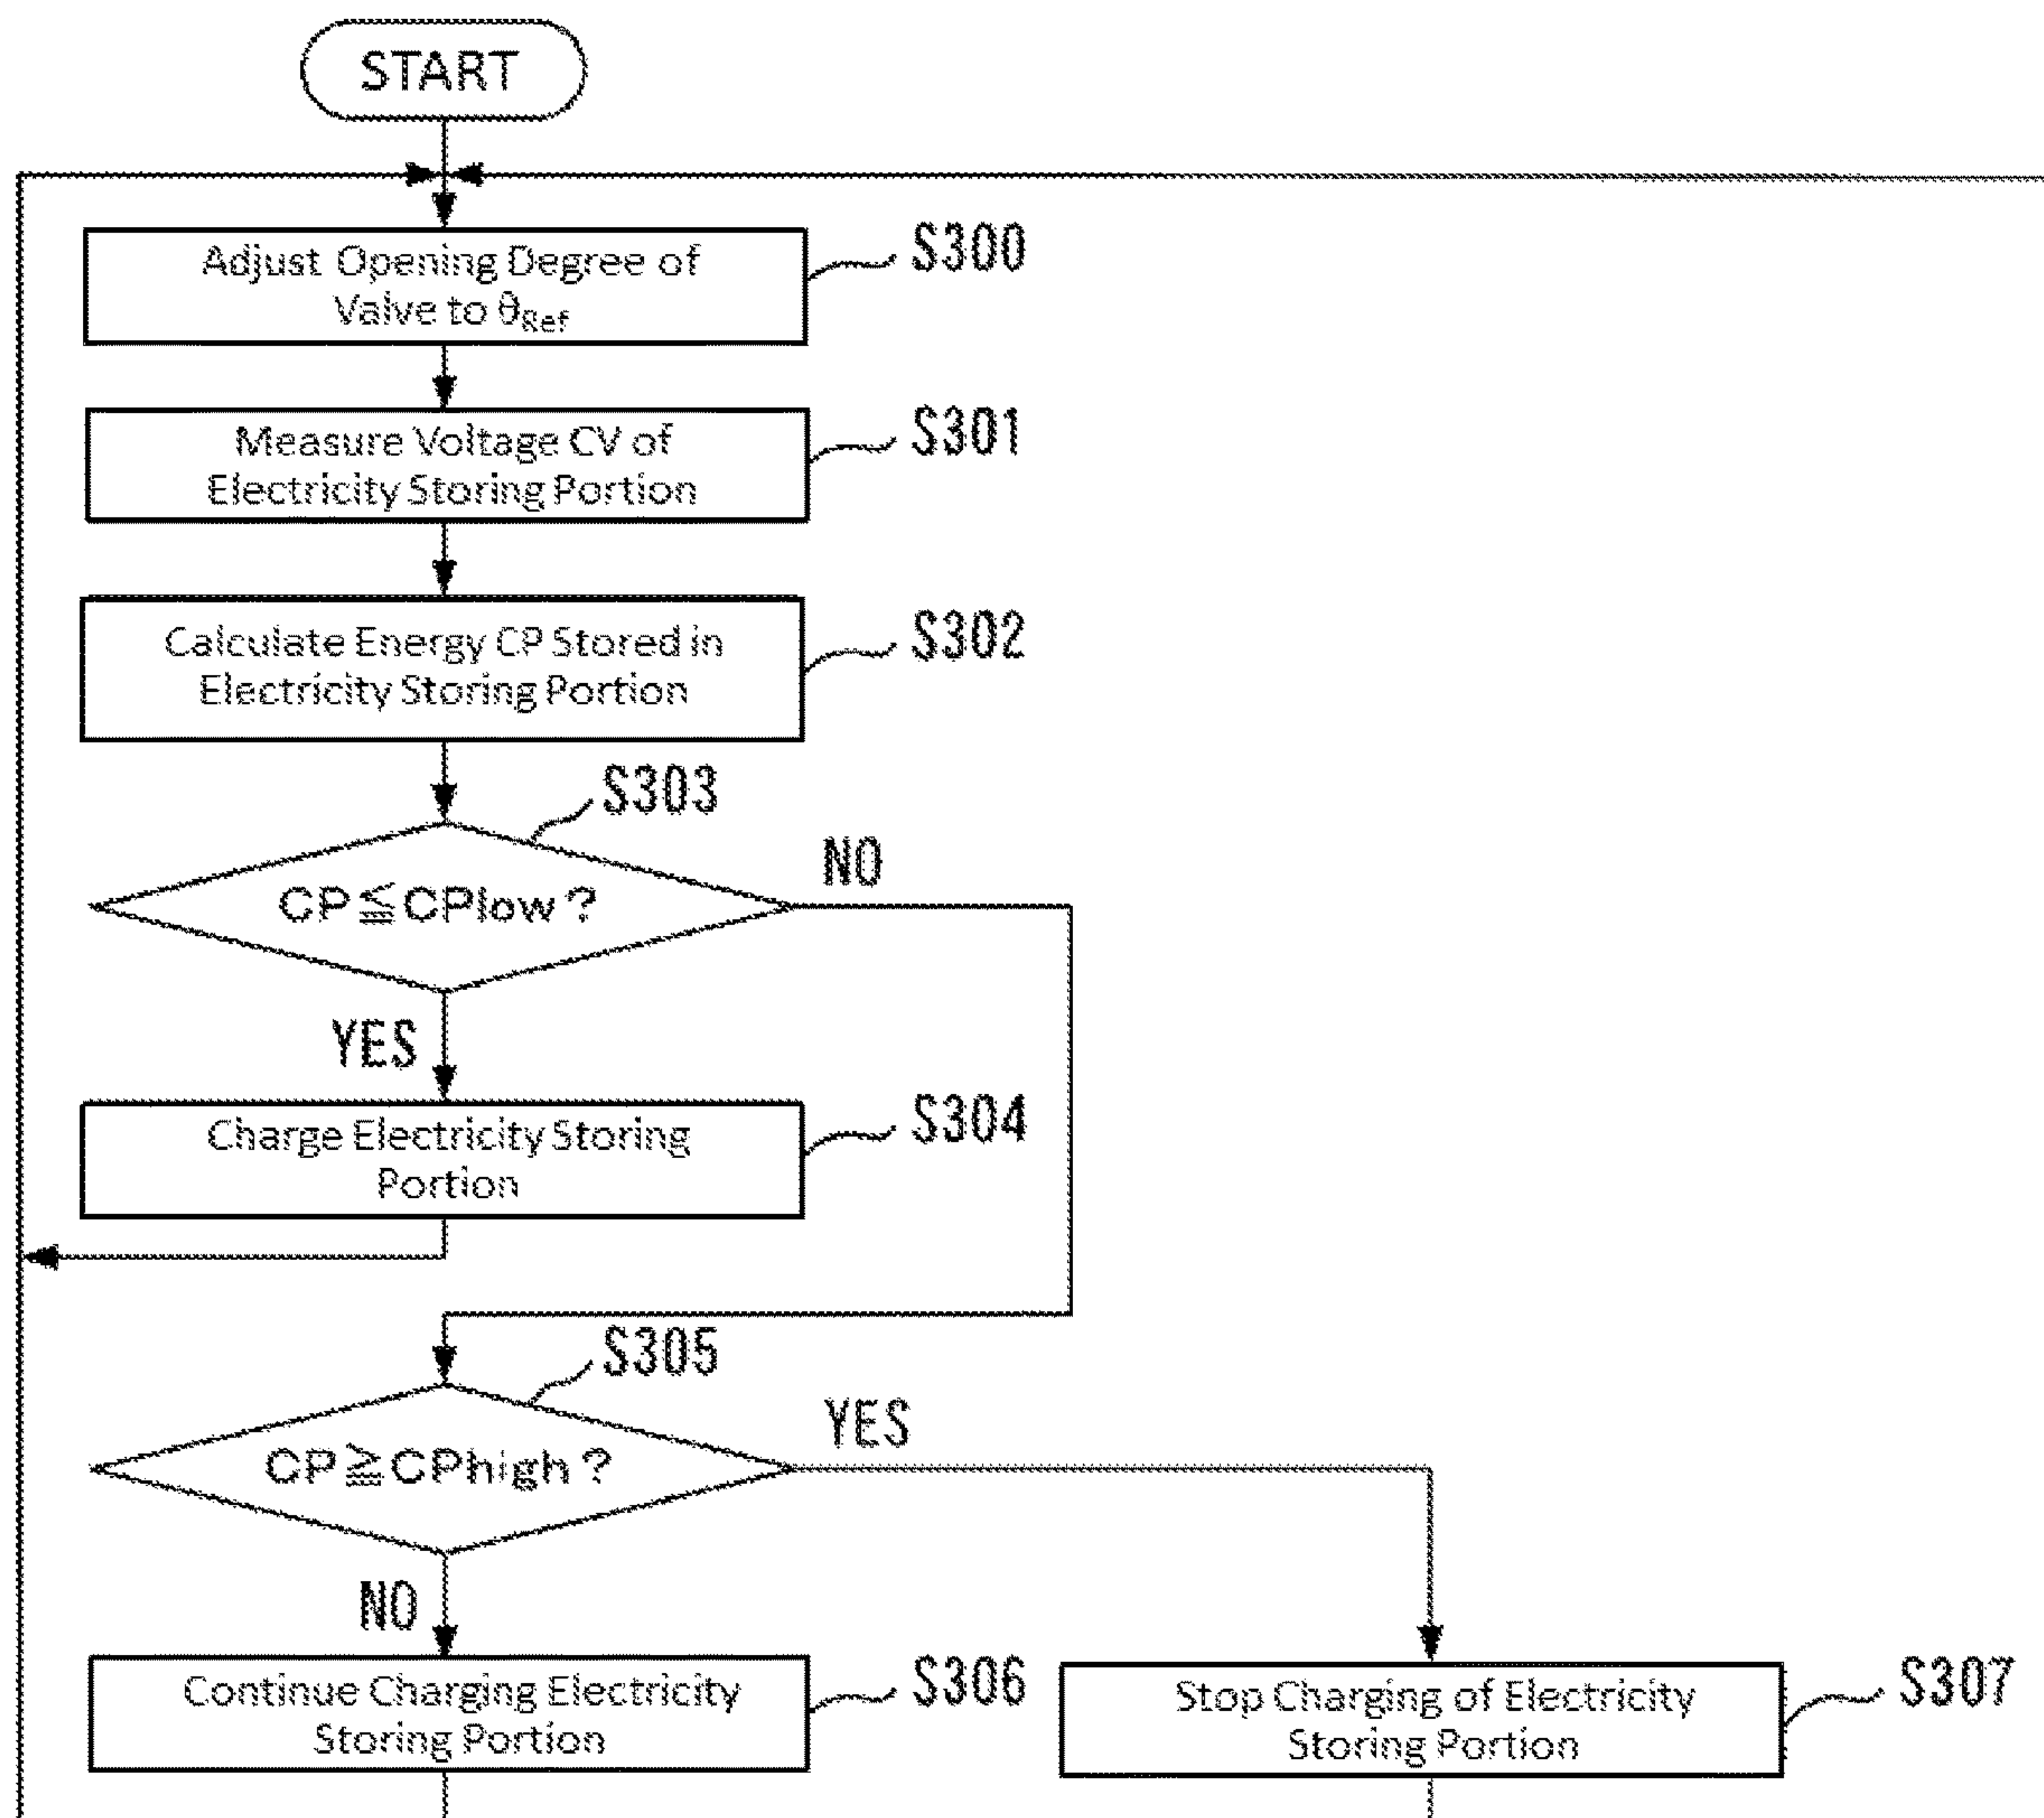 START
Adjust Opening Degree of
Valve to θRef
S300
Measure Voltage CV of
Electricity Storing Portion
S301
Calculate Energy CP Stored in
Electricity Storing Portion
S302
S303
CP≦CPlow?
NO
YES
Charge Electricity Storing
Portion
S304
S305
CP≧CPhigh?
YES
NO
Continue Charging Electricity
Storing Portion
S306
Stop Charging of Electricity
Storing Portion
S307